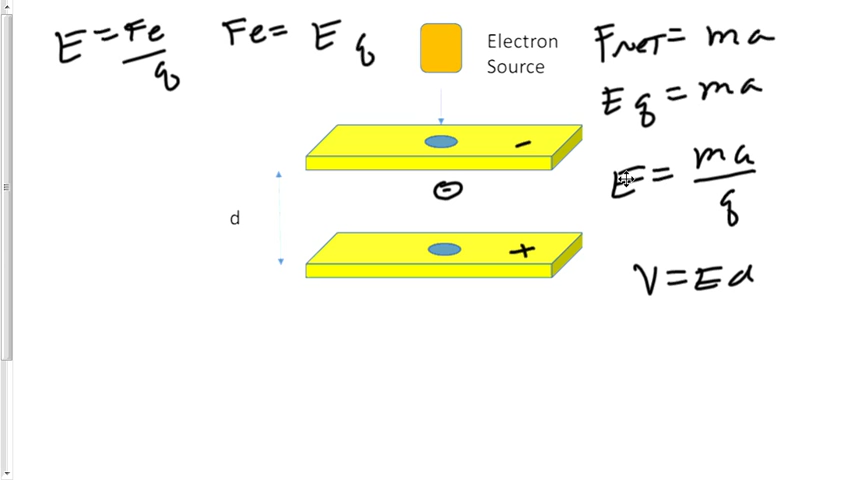 E = Fe/q
Fe = Eq
Electron
Source
FNET = ma
Eq = ma
E = ma/q
-
⊖
d
+
V = Ed